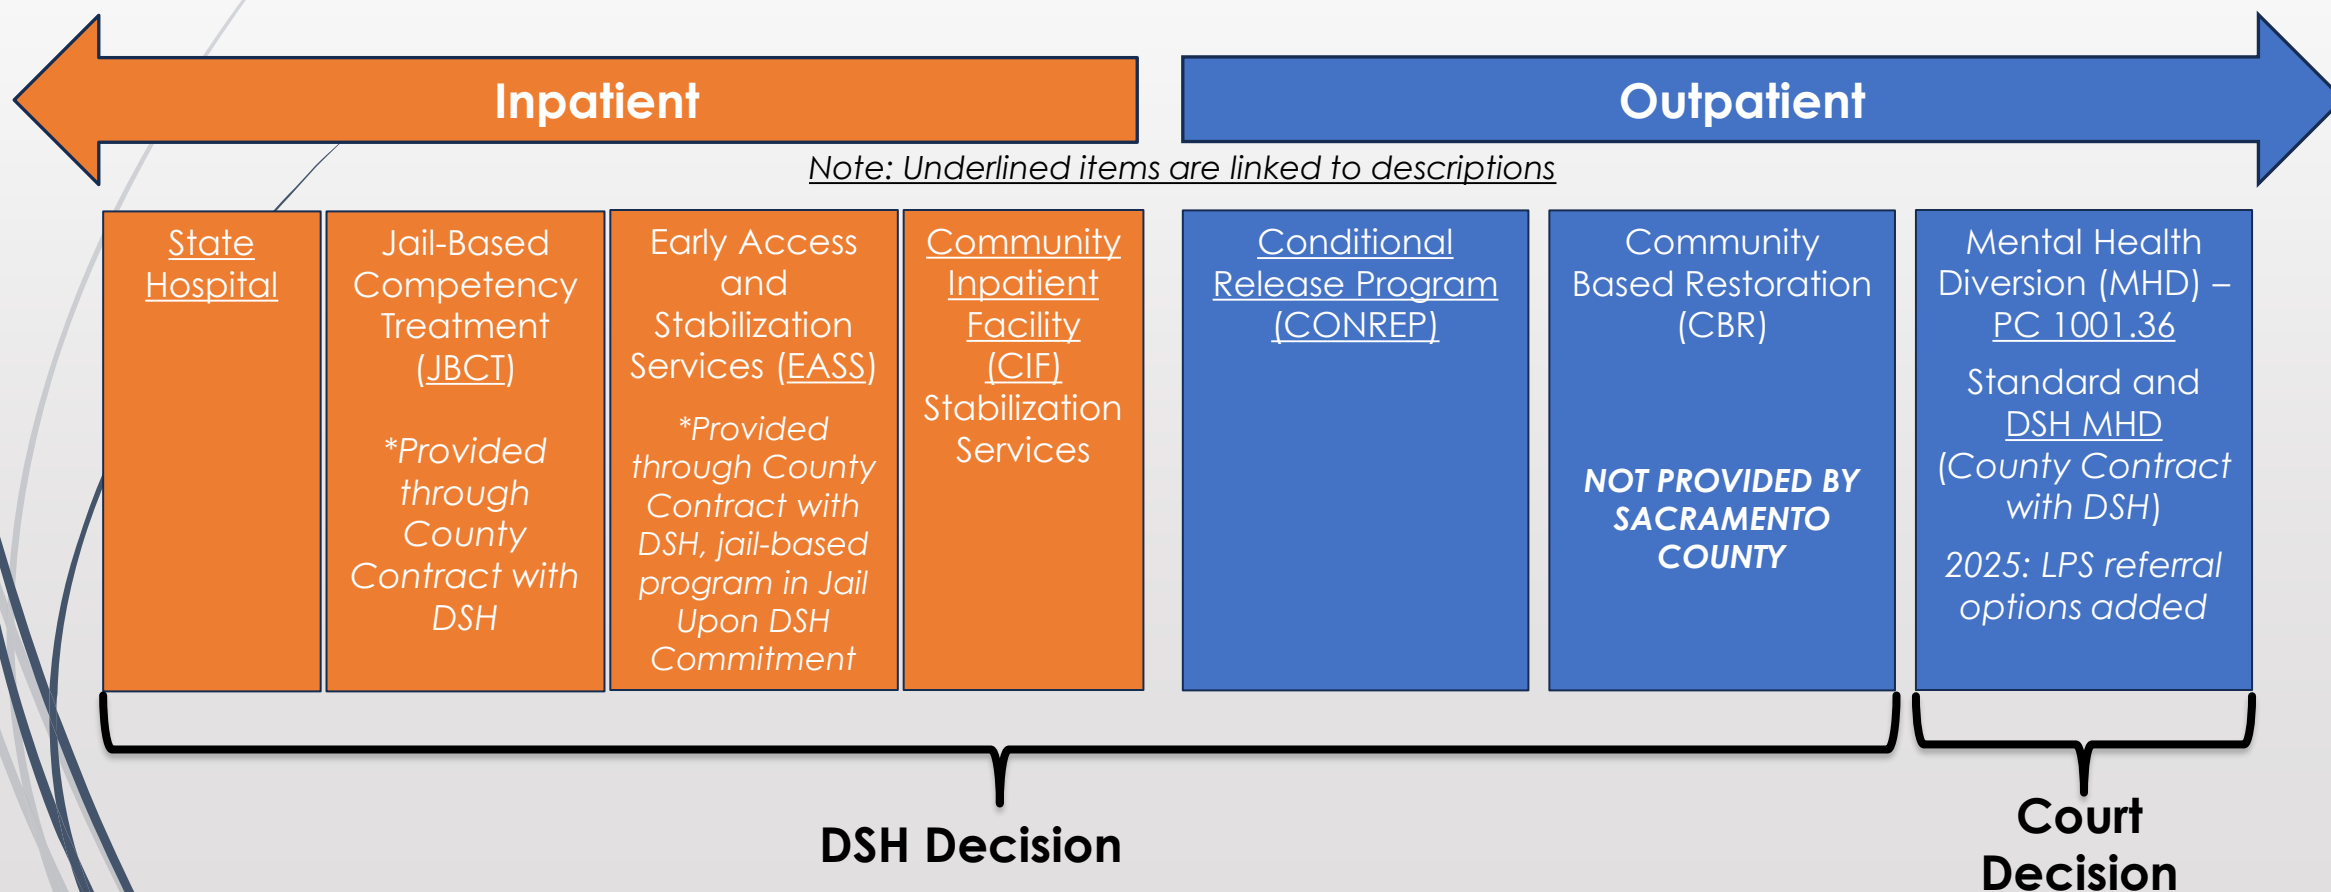 Inpatient
Outpatient
Note: Underlined items are linked to descriptions
State
Hospital
Jail-Based
Competency
Treatment
(JBCT)
*Provided
through
County
Contract with
DSH
Early Access
and
Stabilization
Services (EASS)
*Provided
through County
Contract with
DSH, jail-based
program in Jail
Upon DSH
Commitment
Community
Inpatient
Facility
(CIF)
Stabilization
Services
Conditional
Release Program
(CONREP)
Community
Based Restoration
(CBR)
NOT PROVIDED BY
SACRAMENTO
COUNTY
Mental Health
Diversion (MHD) –
PC 1001.36
Standard and
DSH MHD
(County Contract
with DSH)
2025: LPS referral
options added
DSH Decision
Court
Decision